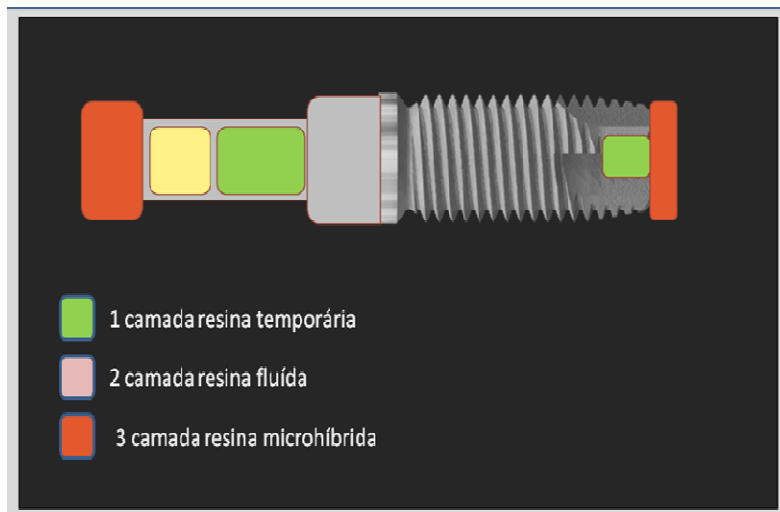 1 camada resina temporária
2 camada resina fluída
3 camada resina microhíbrida